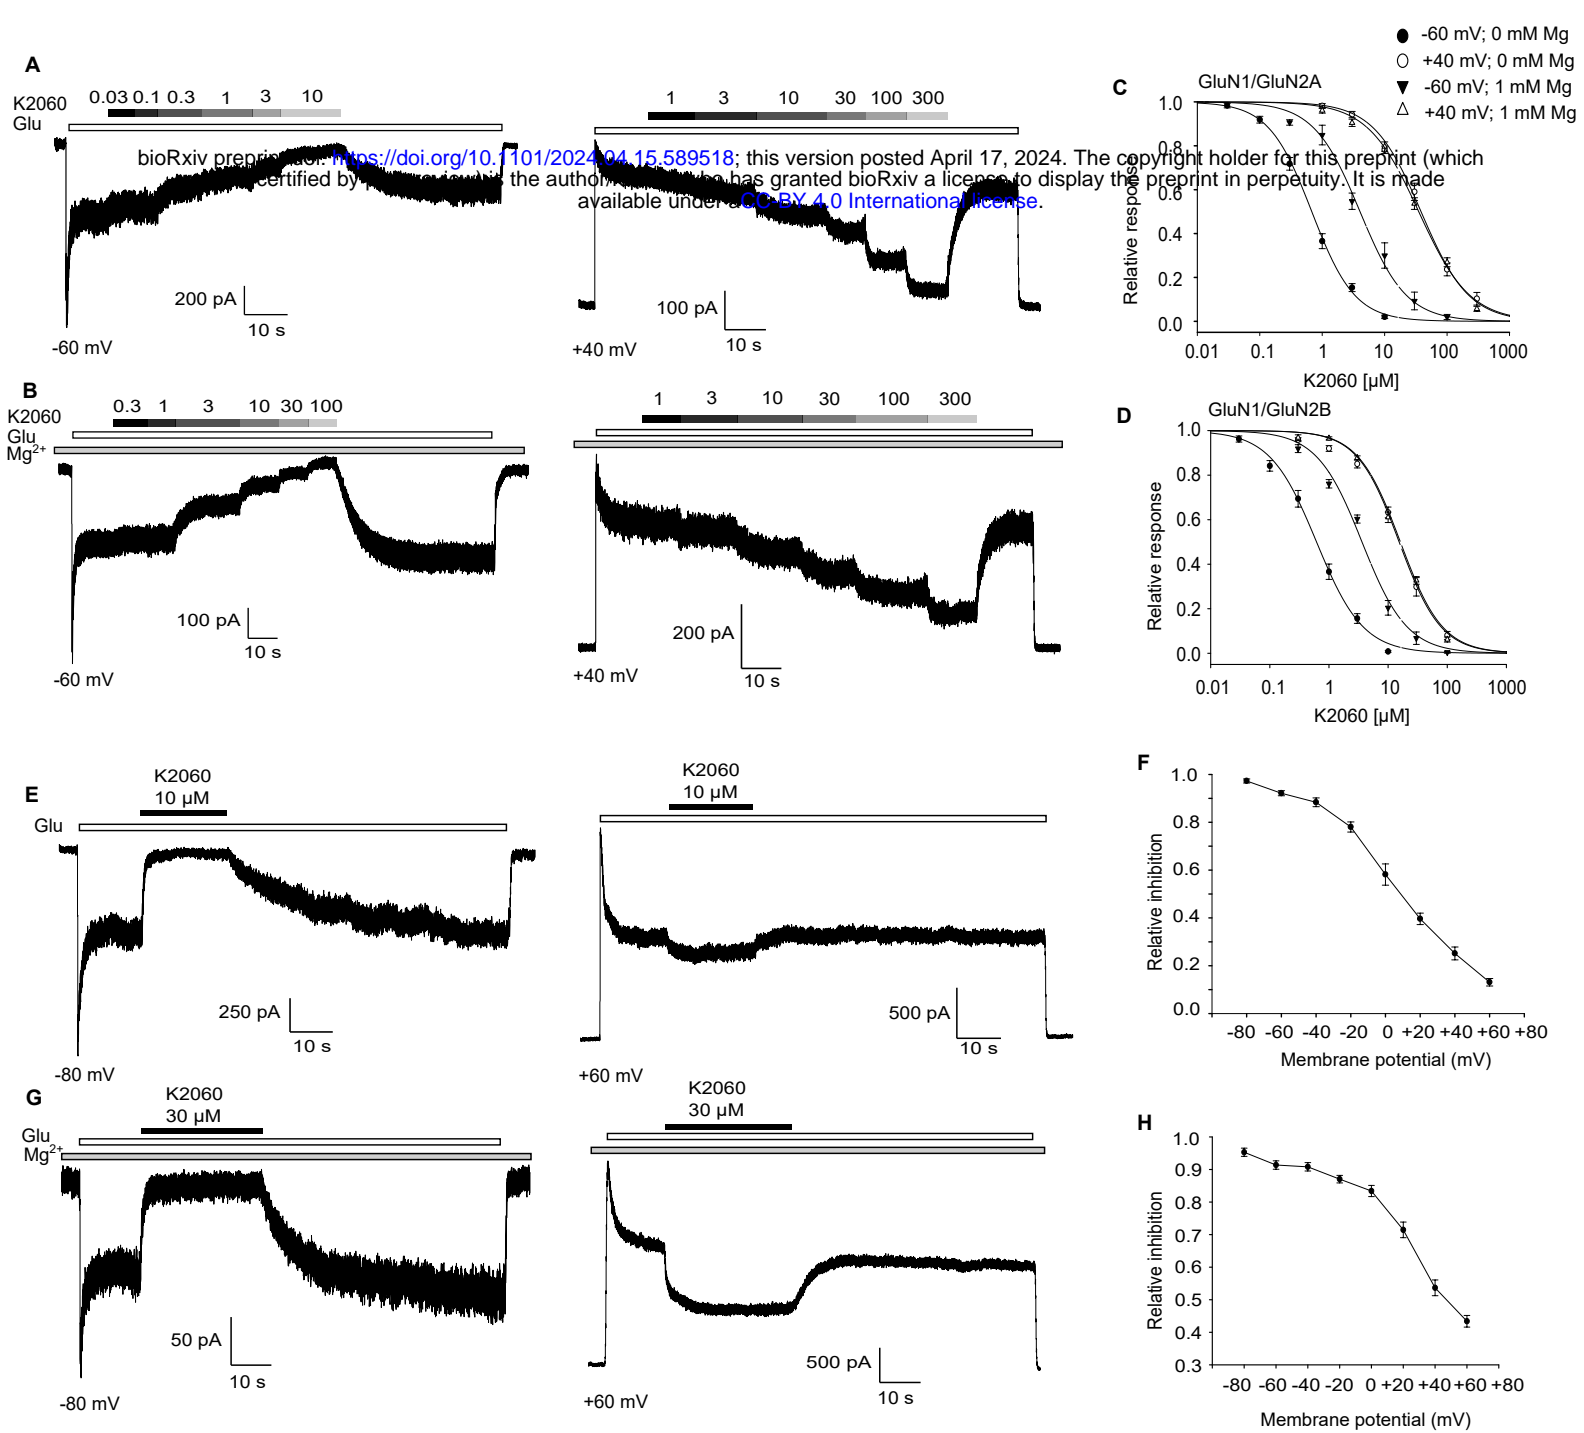 -60 mV; 0 mM Mg
+40 mV; 0 mM Mg
-60 mV; 1 mM Mg
+40 mV; 1 mM Mg
A
K2060
0.03 0.1 0.3 1 3 10
Glu
200 pA
10 s
-60 mV
1 3 10 30 100 300
100 pA
10 s
+40 mV
bioRxiv preprint doi: https://doi.org/10.1101/2024.04.15.589518; this version posted April 17, 2024. The copyright holder for this preprint (which
certified by is the author/ has granted bioRxiv a license to display the preprint in perpetuity. It is made
available under a CC-BY 4.0 International license.
C
GluN1/GluN2A
Relative response
1.0
0.8
0.6
0.4
0.2
0.0
0.01 0.1 1 10 100 1000
K2060 [µM]
B
K2060
0.3 1 3 10 30 100
Glu
Mg2+
100 pA
10 s
-60 mV
1 3 10 30 100 300
200 pA
10 s
+40 mV
D
GluN1/GluN2B
Relative response
1.0
0.8
0.6
0.4
0.2
0.0
0.01 0.1 1 10 100 1000
K2060 [µM]
E
K2060
10 µM
Glu
250 pA
10 s
-80 mV
K2060
10 µM
500 pA
10 s
+60 mV
F
Relative inhibition
1.0
0.8
0.6
0.4
0.2
0.0
-80 -60 -40 -20 0 +20 +40 +60 +80
Membrane potential (mV)
G
K2060
30 µM
Glu
Mg2+
50 pA
10 s
-80 mV
K2060
30 µM
500 pA
10 s
+60 mV
H
Relative inhibition
1.0
0.9
0.8
0.7
0.6
0.5
0.4
0.3
-80 -60 -40 -20 0 +20 +40 +60 +80
Membrane potential (mV)